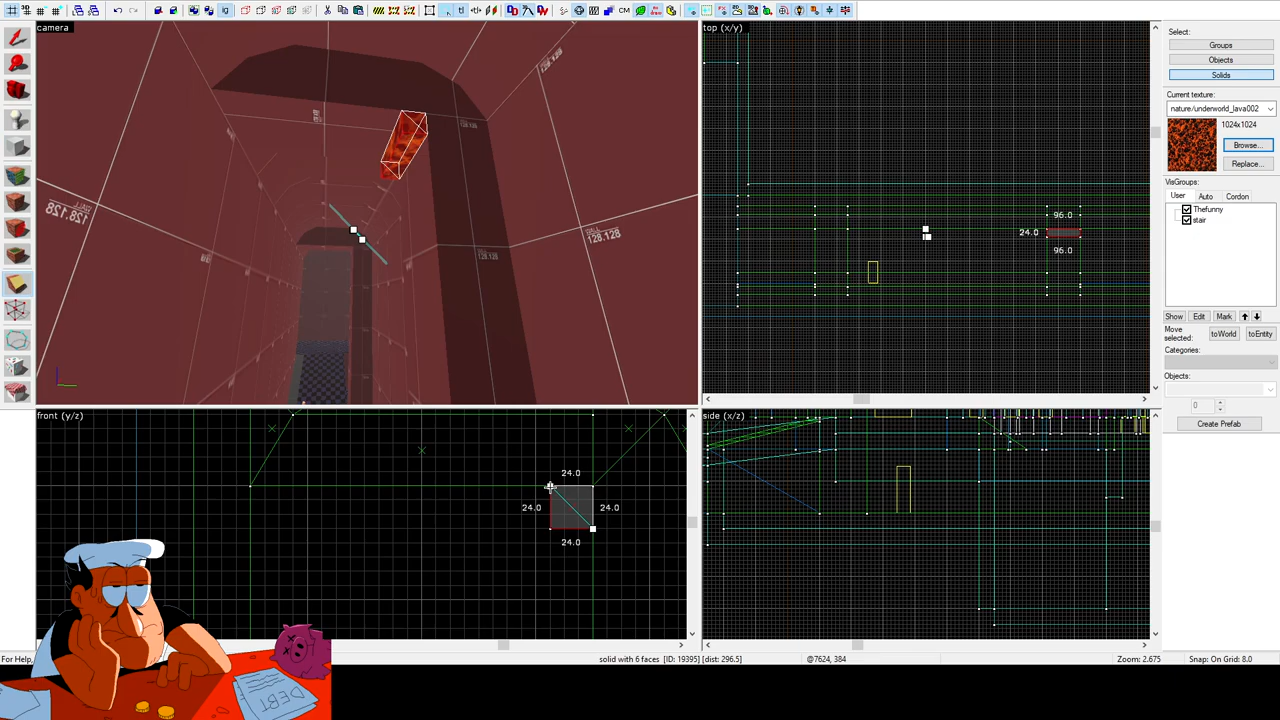 camera
top (x/y)
Select:
Groups
Objects
Solids
Current texture:
nature/underworld_lava002
1024x1024
Browse...
Replace...
VisGroups:
User Auto Cordon
Thefunny
stair
Show Edit Mark
Move
selected:
toWorld toEntity
Categories:
Objects:
0
Create Prefab
128.128
128.128
96.0
24.0
96.0
front (y/z)
24.0
24.0 24.0
24.0
side (x/z)
DEBT
For Help,
solid with 6 faces [ID: 19395] [dist: 296.5]
@7624, 384
Zoom: 2.675
Snap: On Grid: 8.0